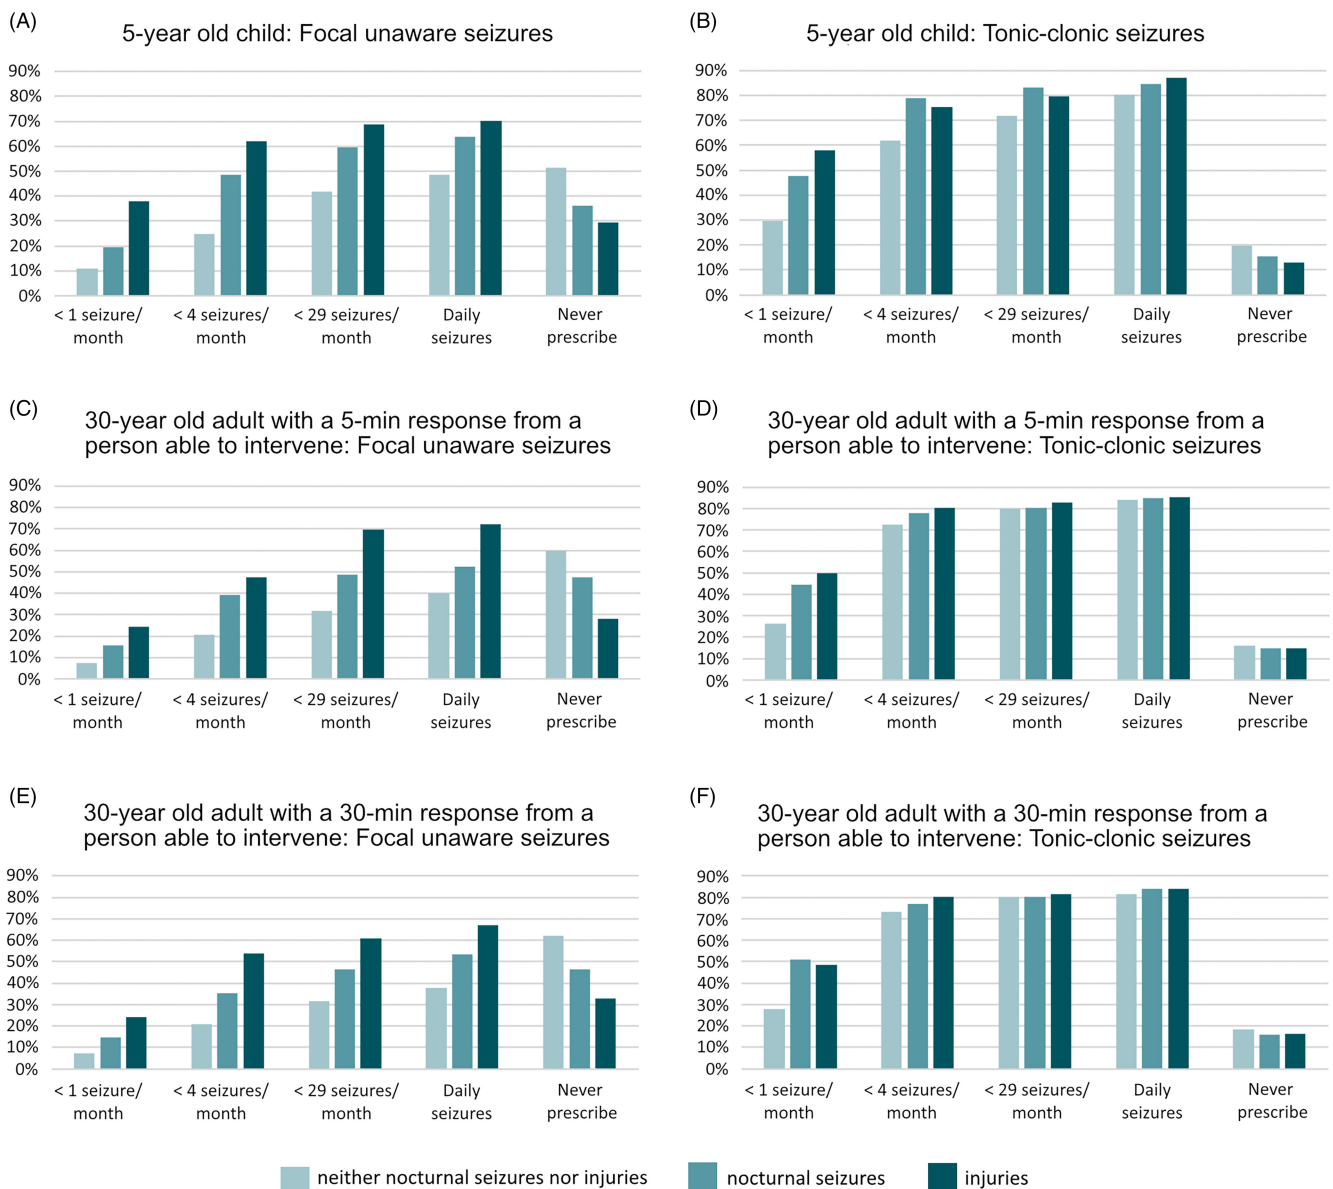 (A)
5-year old child: Focal unaware seizures
90%
80%
70%
60%
50%
40%
30%
20%
10%
0%
< 1 seizure/
month
< 4 seizures/
month
< 29 seizures/
month
Daily
seizures
Never
prescribe
(B)
5-year old child: Tonic-clonic seizures
90%
80%
70%
60%
50%
40%
30%
20%
10%
0%
< 1 seizure/
month
< 4 seizures/
month
< 29 seizures/
month
Daily
seizures
Never
prescribe
(C)
30-year old adult with a 5-min response from a
person able to intervene: Focal unaware seizures
90%
80%
70%
60%
50%
40%
30%
20%
10%
0%
< 1 seizure/
month
< 4 seizures/
month
< 29 seizures/
month
Daily
seizures
Never
prescribe
(D)
30-year old adult with a 5-min response from a
person able to intervene: Tonic-clonic seizures
90%
80%
70%
60%
50%
40%
30%
20%
10%
0%
< 1 seizure/
month
< 4 seizures/
month
< 29 seizures/
month
Daily
seizures
Never
prescribe
(E)
30-year old adult with a 30-min response from a
person able to intervene: Focal unaware seizures
90%
80%
70%
60%
50%
40%
30%
20%
10%
0%
< 1 seizure/
month
< 4 seizures/
month
< 29 seizures/
month
Daily
seizures
Never
prescribe
(F)
30-year old adult with a 30-min response from a
person able to intervene: Tonic-clonic seizures
90%
80%
70%
60%
50%
40%
30%
20%
10%
0%
< 1 seizure/
month
< 4 seizures/
month
< 29 seizures/
month
Daily
seizures
Never
prescribe
neither nocturnal seizures nor injuries
nocturnal seizures
injuries